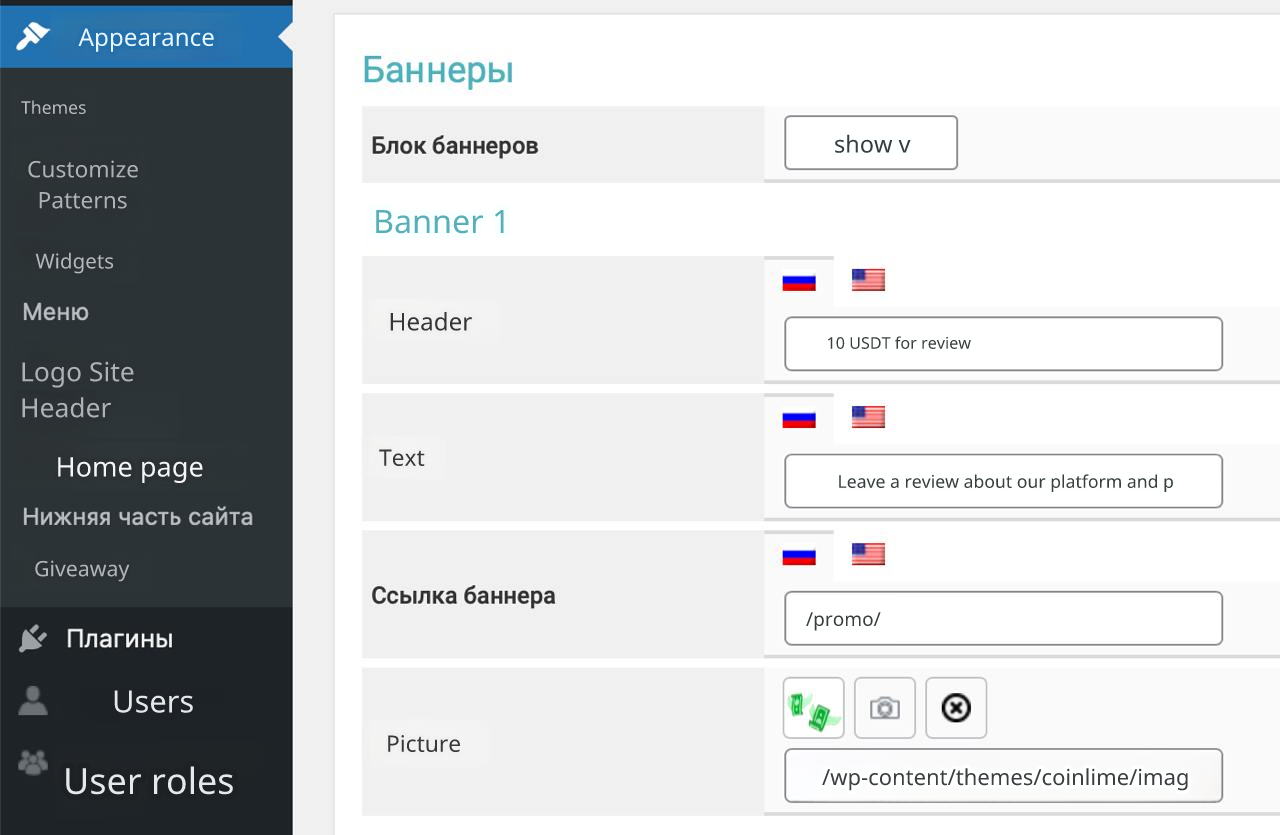 Appearance
Themes
Customize
Patterns
Widgets
Меню
Logo Site
Header
Home page
Нижняя часть сайта
Giveaway
Плагины
Users
User roles
Баннеры
Блок баннеров
show v
Banner 1
Header
10 USDT for review
Text
Leave a review about our platform and p
Ссылка баннера
/promo/
Picture
/wp-content/themes/coinlime/imag